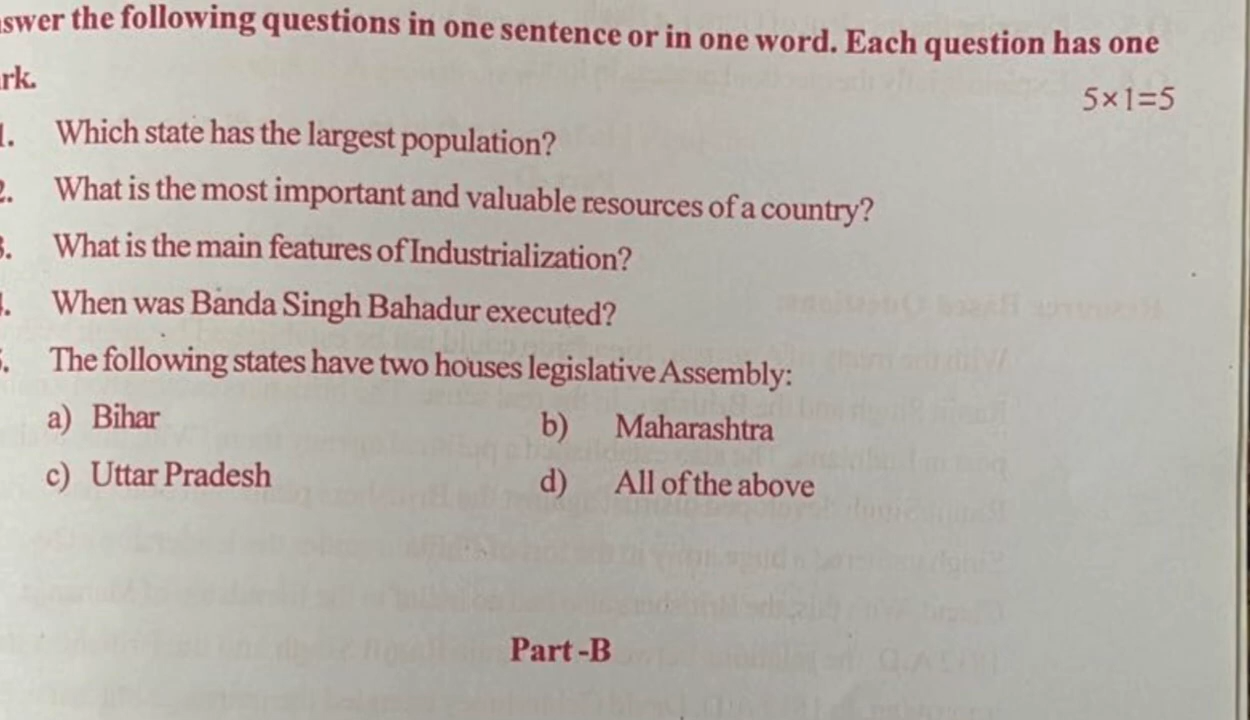 swer the following questions in one sentence or in one word. Each question has one
rk.
5×1=5
1. Which state has the largest population?
2. What is the most important and valuable resources of a country?
3. What is the main features of Industrialization?
4. When was Banda Singh Bahadur executed?
5. The following states have two houses legislative Assembly:
a) Bihar b) Maharashtra
c) Uttar Pradesh d) All of the above
Part-B